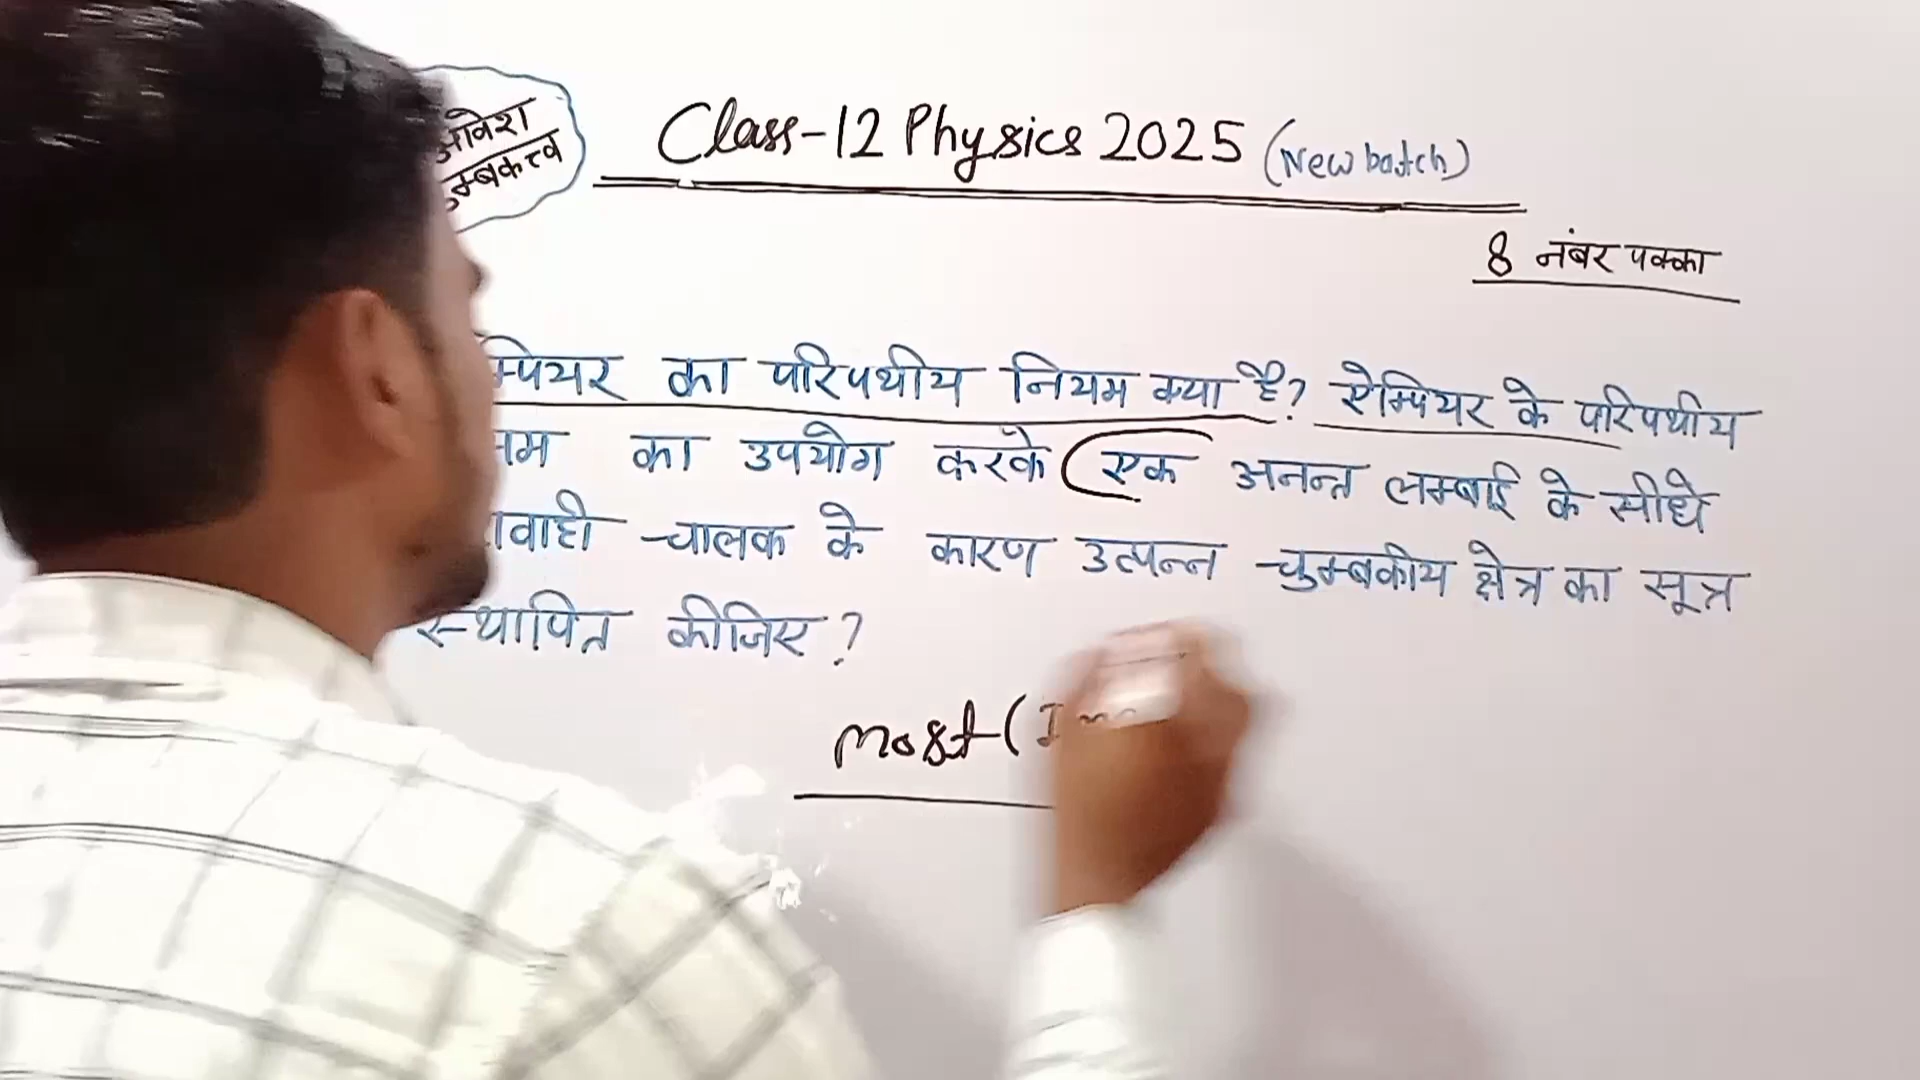 Class-12 Physics 2025 (New batch)
8 नंबर पक्का
का परिपथीय नियम क्या है? ऐम्पियर के परिपथीय
का उपयोग करके (एक अनन्त लम्बाई के सीधे
चालक के कारण उत्पन्न चुम्बकीय क्षेत्र का सूत्र
स्थापित कीजिए?
most (